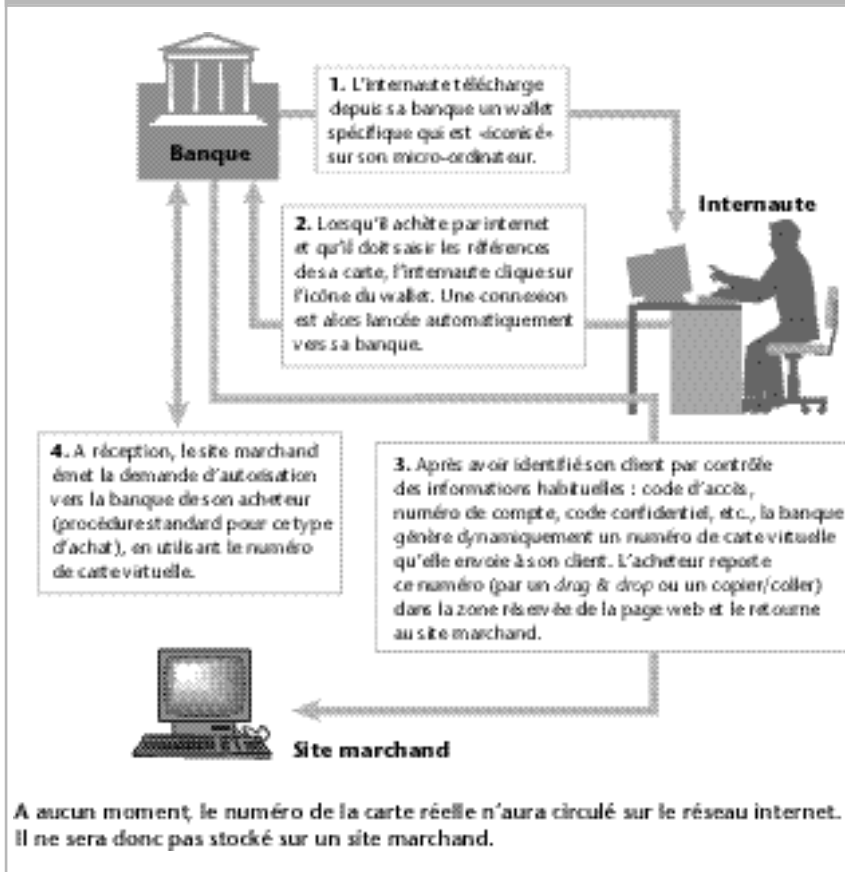 Banque
1. L'internaute télécharge
depuis sa banque un wallet
spécifique qui est «iconisé»
sur son micro-ordinateur.
Internaute
2. Lorsqu'il achète par internet
et qu'il doit saisir les références
de sa carte, l'internaute clique sur
l'icône du wallet. Une connexion
est alors lancée automatiquement
vers sa banque.
3. Après avoir identifié son client par contrôle
des informations habituelles : code d'accès,
numéro de compte, code confidentiel, etc., la banque
génère dynamiquement un numéro de carte virtuelle
qu'elle envoie à son client. L'acheteur reporte
ce numéro (par un drag & drop ou un copier/coller)
dans la zone réservée de la page web et le retourne
au site marchand.
4. A réception, le site marchand
émet la demande d'autorisation
vers la banque de son acheteur
(procédure standard pour ce type
d'achat), en utilisant le numéro
de carte virtuelle.
Site marchand
A aucun moment, le numéro de la carte réelle n'aura circulé sur le réseau internet.
Il ne sera donc pas stocké sur un site marchand.